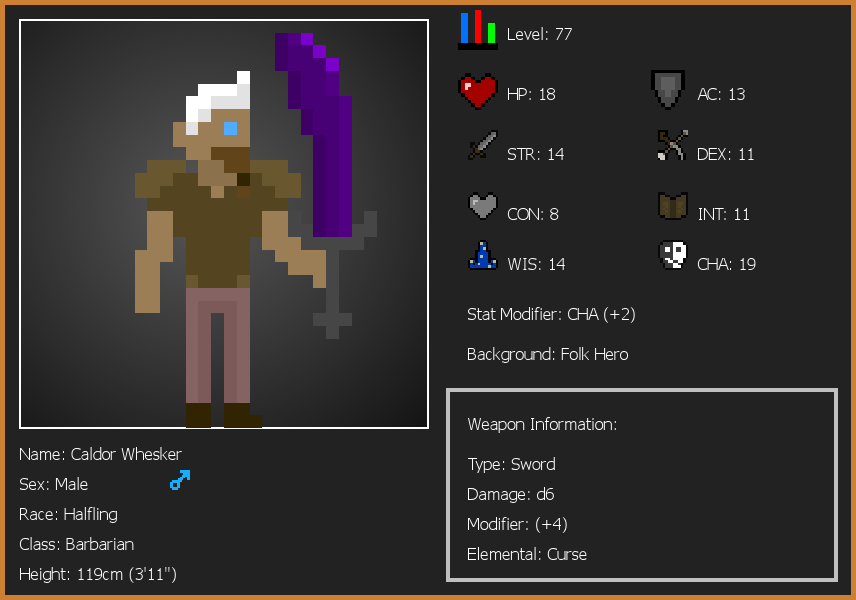 Level: 77
HP: 18
AC: 13
STR: 14
DEX: 11
CON: 8
INT: 11
WIS: 14
CHA: 19
Stat Modifier: CHA (+2)
Background: Folk Hero
Weapon Information:
Type: Sword
Damage: d6
Modifier: (+4)
Elemental: Curse
Name: Caldor Whesker
Sex: Male
Race: Halfling
Class: Barbarian
Height: 119cm (3'11")